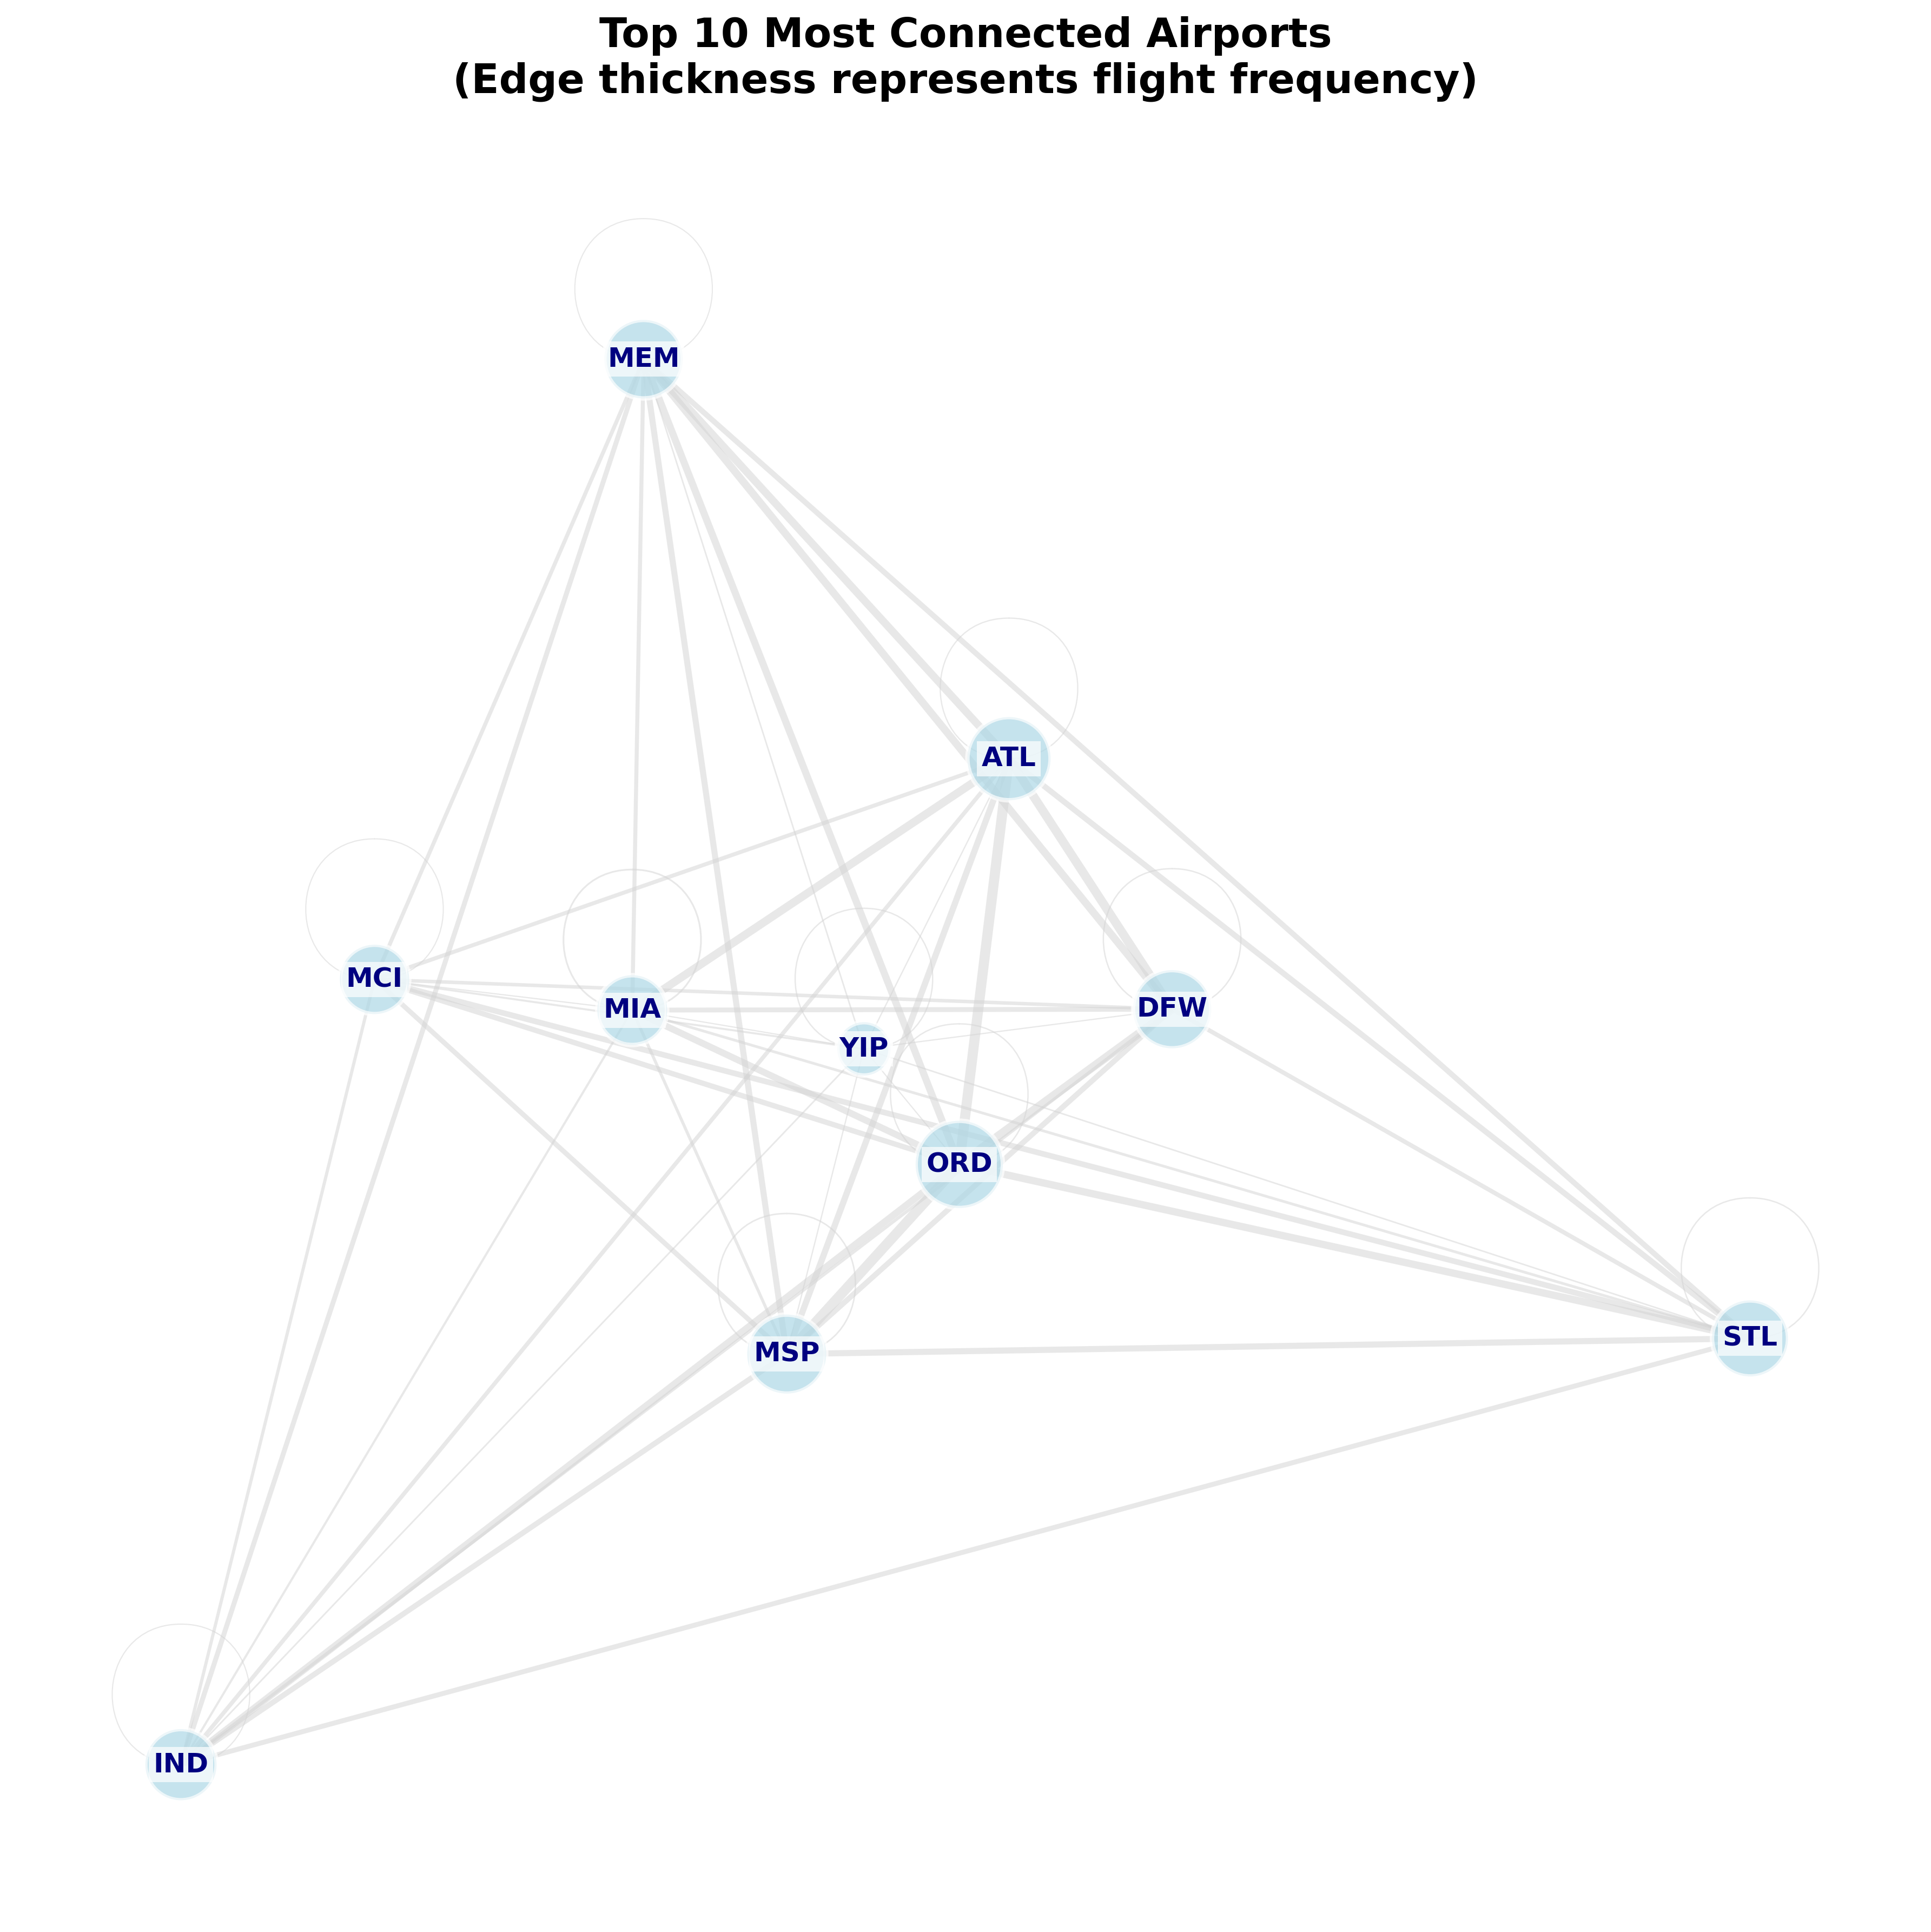 Top 10 Most Connected Airports
(Edge thickness represents flight frequency)
MEM
ATL
MCI
MIA
DFW
YIP
ORD
STL
MSP
IND